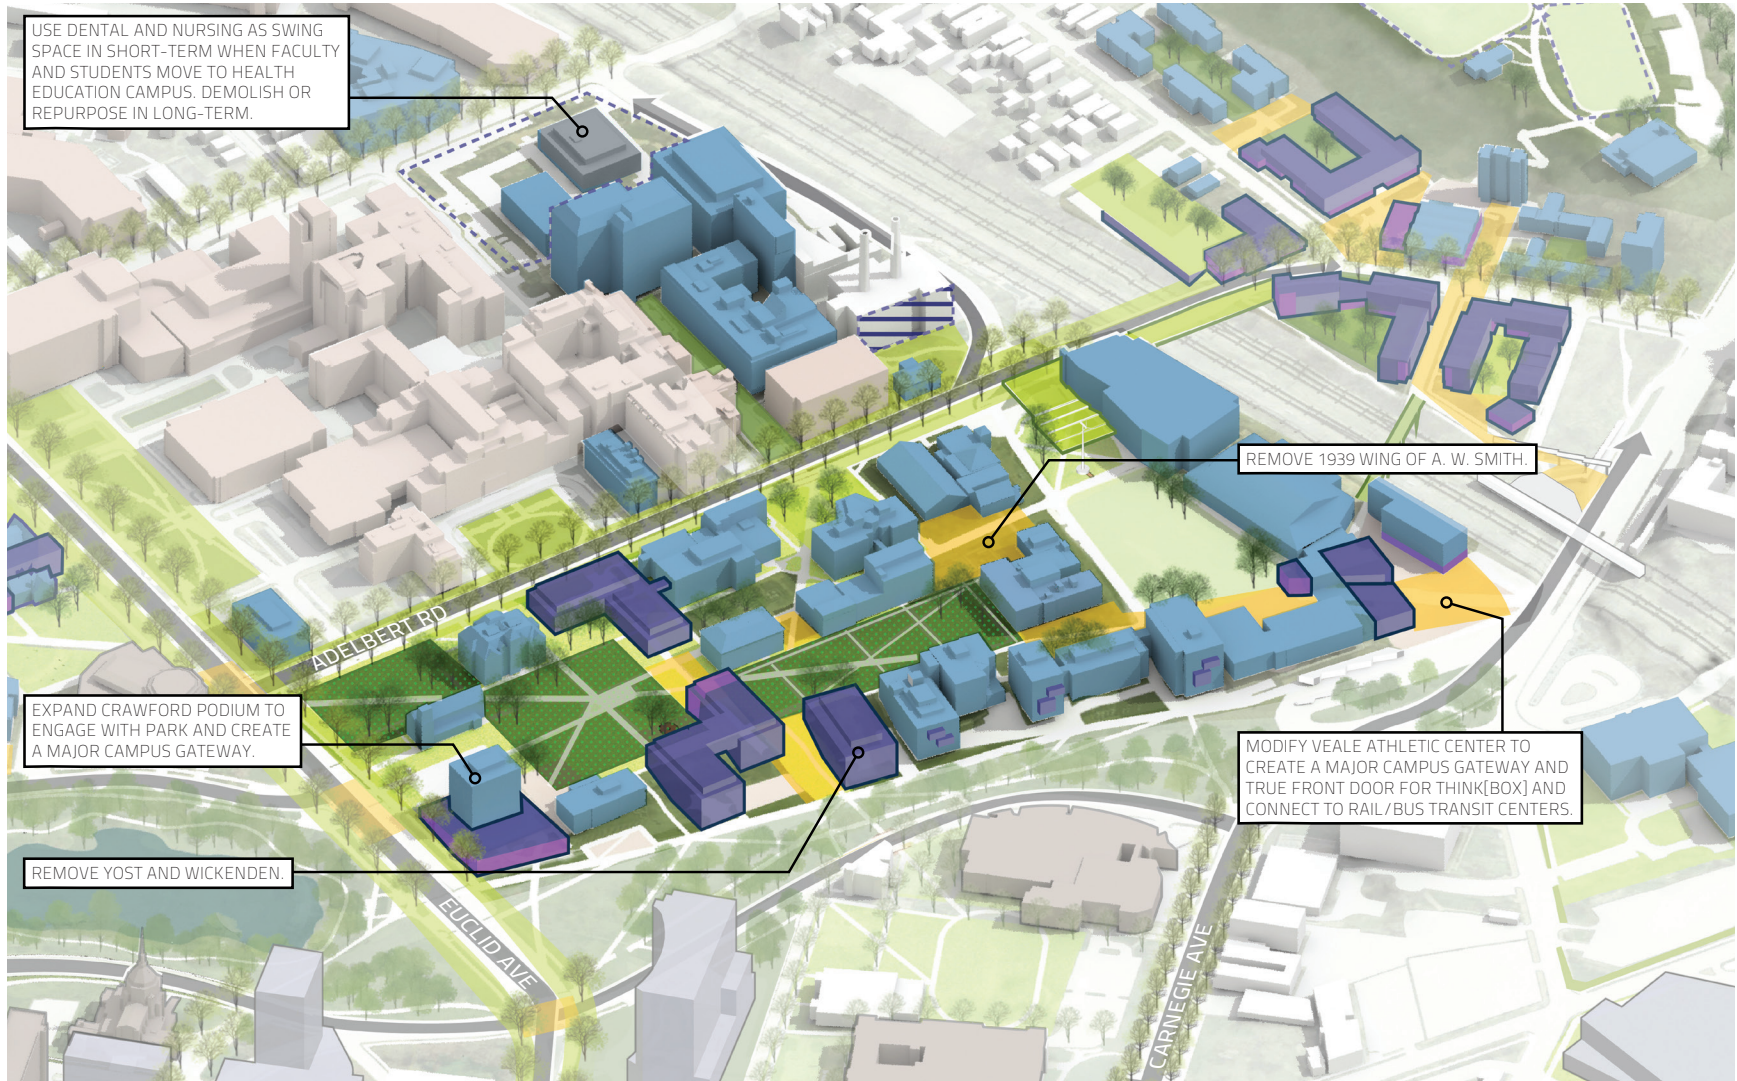 USE DENTAL AND NURSING AS SWING
SPACE IN SHORT-TERM WHEN FACULTY
AND STUDENTS MOVE TO HEALTH
EDUCATION CAMPUS. DEMOLISH OR
REPURPOSE IN LONG-TERM.
REMOVE 1939 WING OF A. W. SMITH.
ADELBERT RD
EXPAND CRAWFORD PODIUM TO
ENGAGE WITH PARK AND CREATE
A MAJOR CAMPUS GATEWAY.
MODIFY VEALE ATHLETIC CENTER TO
CREATE A MAJOR CAMPUS GATEWAY AND
TRUE FRONT DOOR FOR THINK[BOX] AND
CONNECT TO RAIL/BUS TRANSIT CENTERS.
REMOVE YOST AND WICKENDEN.
EUCLID AVE
CARNEGIE AVE